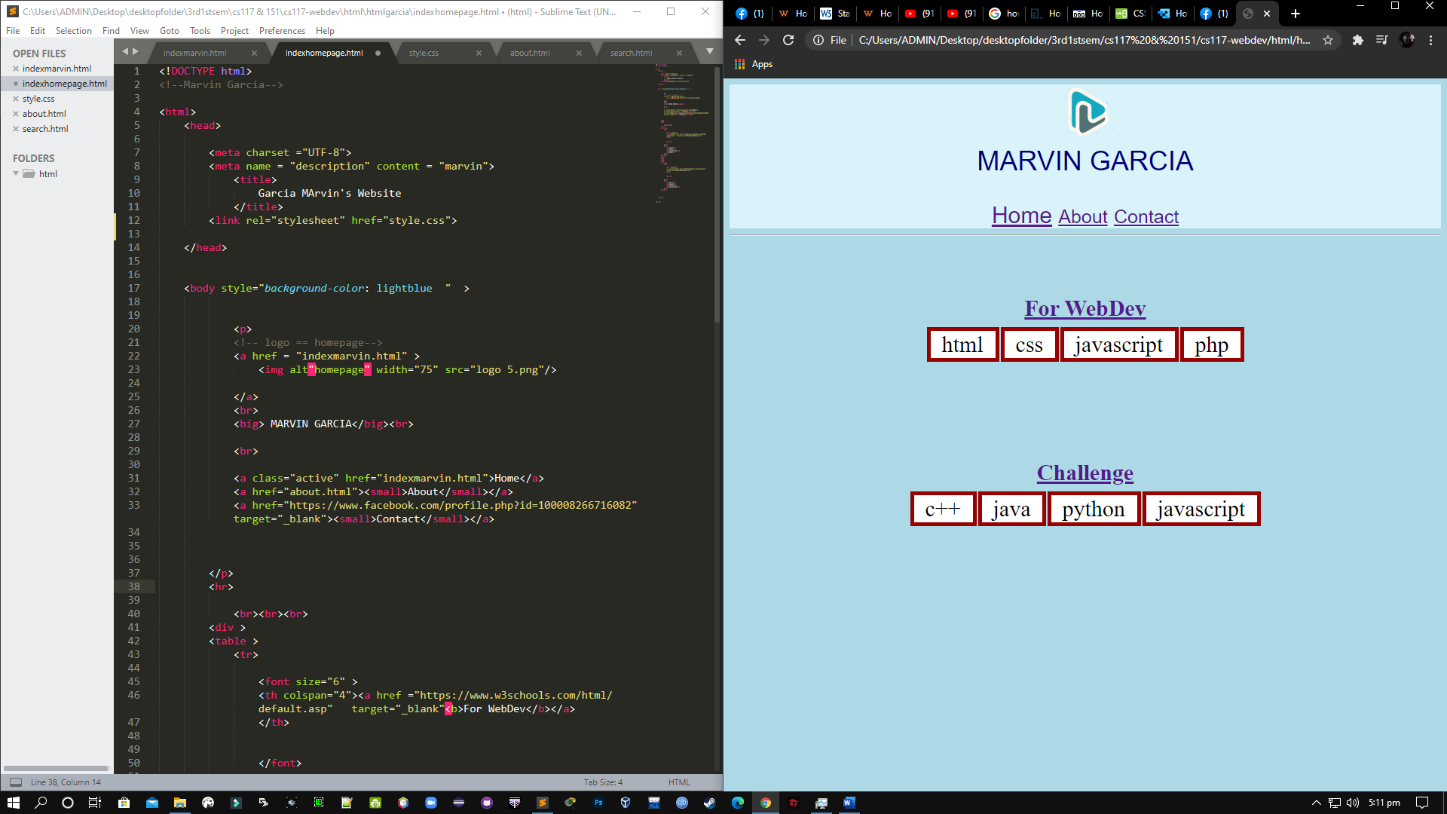 C:\Users\ADMIN\Desktop\desktopfolder\3rd1stsem\cs117 & 151\cs117-webdev\html\htmlgarcia\indexhomepage.html • (html) - Sublime Text (UN...
File Edit Selection Find View Goto Tools Project Preferences Help
OPEN FILES
indexmarvin.html
indexhomepage.html
style.css
about.html
search.html
FOLDERS
html
indexmarvin.html indexhomepage.html style.css about.html search.html
1 <!DOCTYPE html>
2 <!--Marvin Garcia-->
3
4 <html>
5 <head>
6
7 <meta charset ="UTF-8">
8 <meta name = "description" content = "marvin">
9 <title>
10 Garcia MArvin's Website
11 </title>
12 <link rel="stylesheet" href="style.css">
13
14 </head>
15
16
17 <body style="background-color: lightblue " >
18
19
20 <p>
21 <!-- logo == homepage-->
22 <a href = "indexmarvin.html" >
23 <img alt"homepage" width="75" src="logo 5.png"/>
24
25 </a>
26 <br>
27 <big> MARVIN GARCIA</big><br>
28
29 <br>
30
31 <a class="active" href="indexmarvin.html">Home</a>
32 <a href="about.html"><small>About</small></a>
33 <a href="https://www.facebook.com/profile.php?id=100008266716082"
target="_blank"><small>Contact</small></a>
34
35
36
37 </p>
38 <hr>
39
40 <br><br><br>
41 <div >
42 <table >
43 <tr>
44
45 <font size="6" >
46 <th colspan="4"><a href ="https://www.w3schools.com/html/
default.asp" target="_blank"<b>For WebDev</b></a>
47 </th>
48
49
50 </font>
Line 38, Column 14 Tab Size: 4 HTML
(1) Ho Sta Ho (91 (91 ho Ho Ho CS Ho (1)
File C:/Users/ADMIN/Desktop/desktopfolder/3rd1stsem/cs117%20&%20151/cs117-webdev/html/h...
Apps
MARVIN GARCIA
Home About Contact
For WebDev
html css javascript php
Challenge
c++ java python javascript
5:11 pm